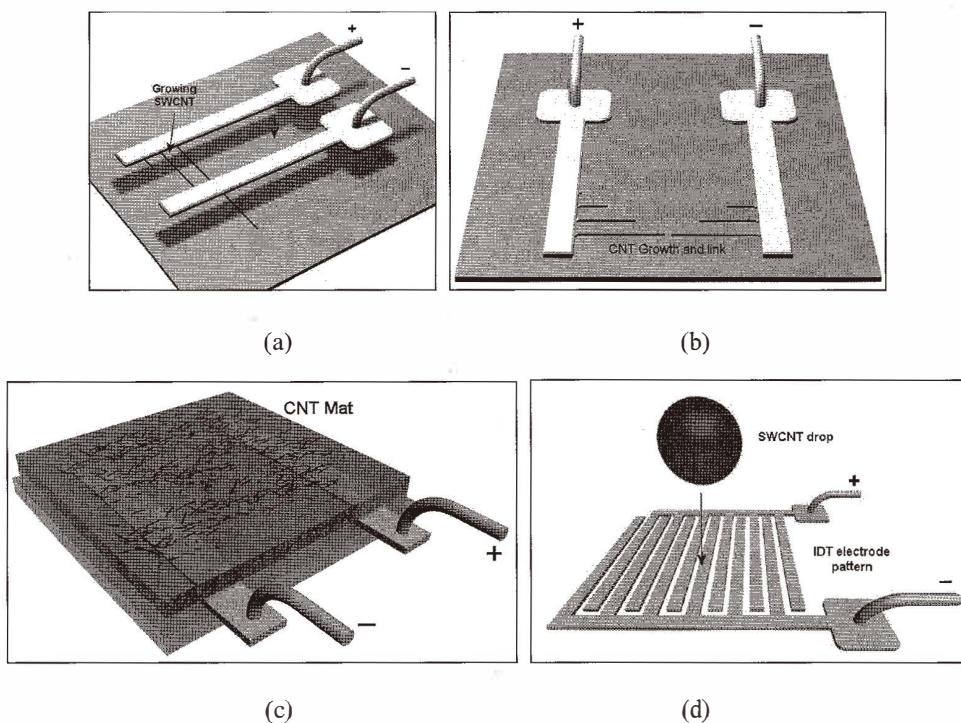 +
−
Growing
SWCNT
(a)
+
−
CNT Growth and link
(b)
CNT Mat
+
−
(c)
SWCNT drop
+
IDT electrode
pattern
−
(d)